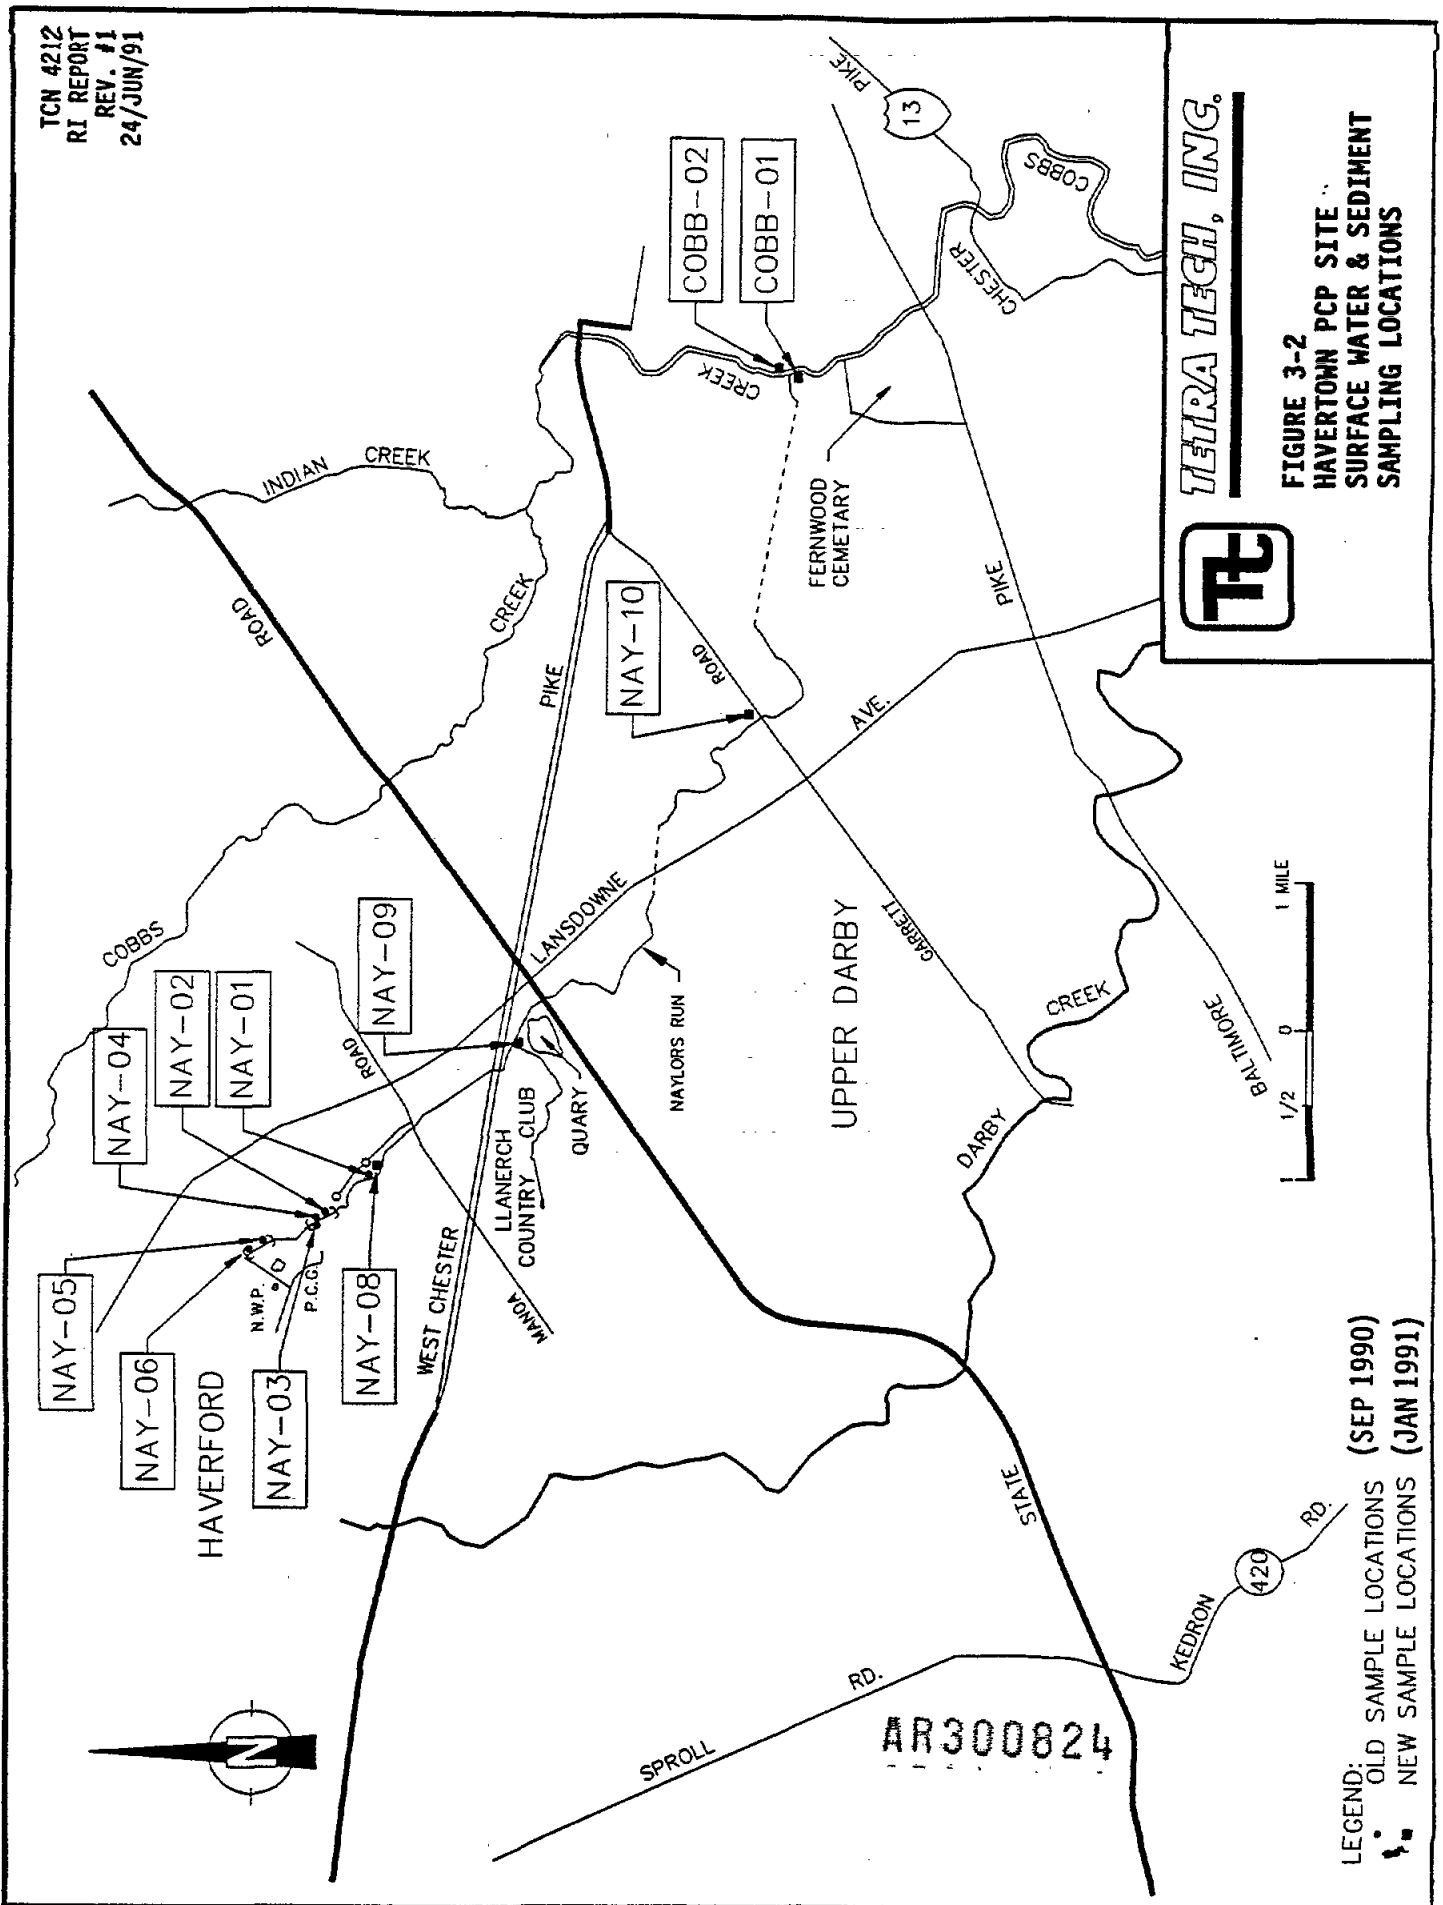 TCN 4212
RI REPORT
REV. #1
24/JUN/91
HAVERFORD
NAY-05
NAY-06
NAY-03
NAY-04
NAY-02
NAY-01
NAY-08
NAY-09
NAY-10
COBB-02
COBB-01
N.W.P.
P.C.G.
COBBS
CREEK
INDIAN
CREEK
CREEK
COBBS
ROAD
STATE
WEST CHESTER
PIKE
MANOA
ROAD
LLANERCH
COUNTRY CLUB
QUARY
LANSDOWNE
AVE.
NAYLORS RUN
UPPER DARBY
GARRETT
ROAD
FERNWOOD
CEMETARY
BALTIMORE
PIKE
CHESTER
PIKE
13
DARBY
CREEK
SPROLL
RD.
KEDRON
420
RD.
N
AR300824
1
1/2
0
1 MILE
LEGEND:
OLD SAMPLE LOCATIONS (SEP 1990)
NEW SAMPLE LOCATIONS (JAN 1991)
Tt
TETRA TECH, INC.
FIGURE 3-2
HAVERTOWN PCP SITE
SURFACE WATER & SEDIMENT
SAMPLING LOCATIONS